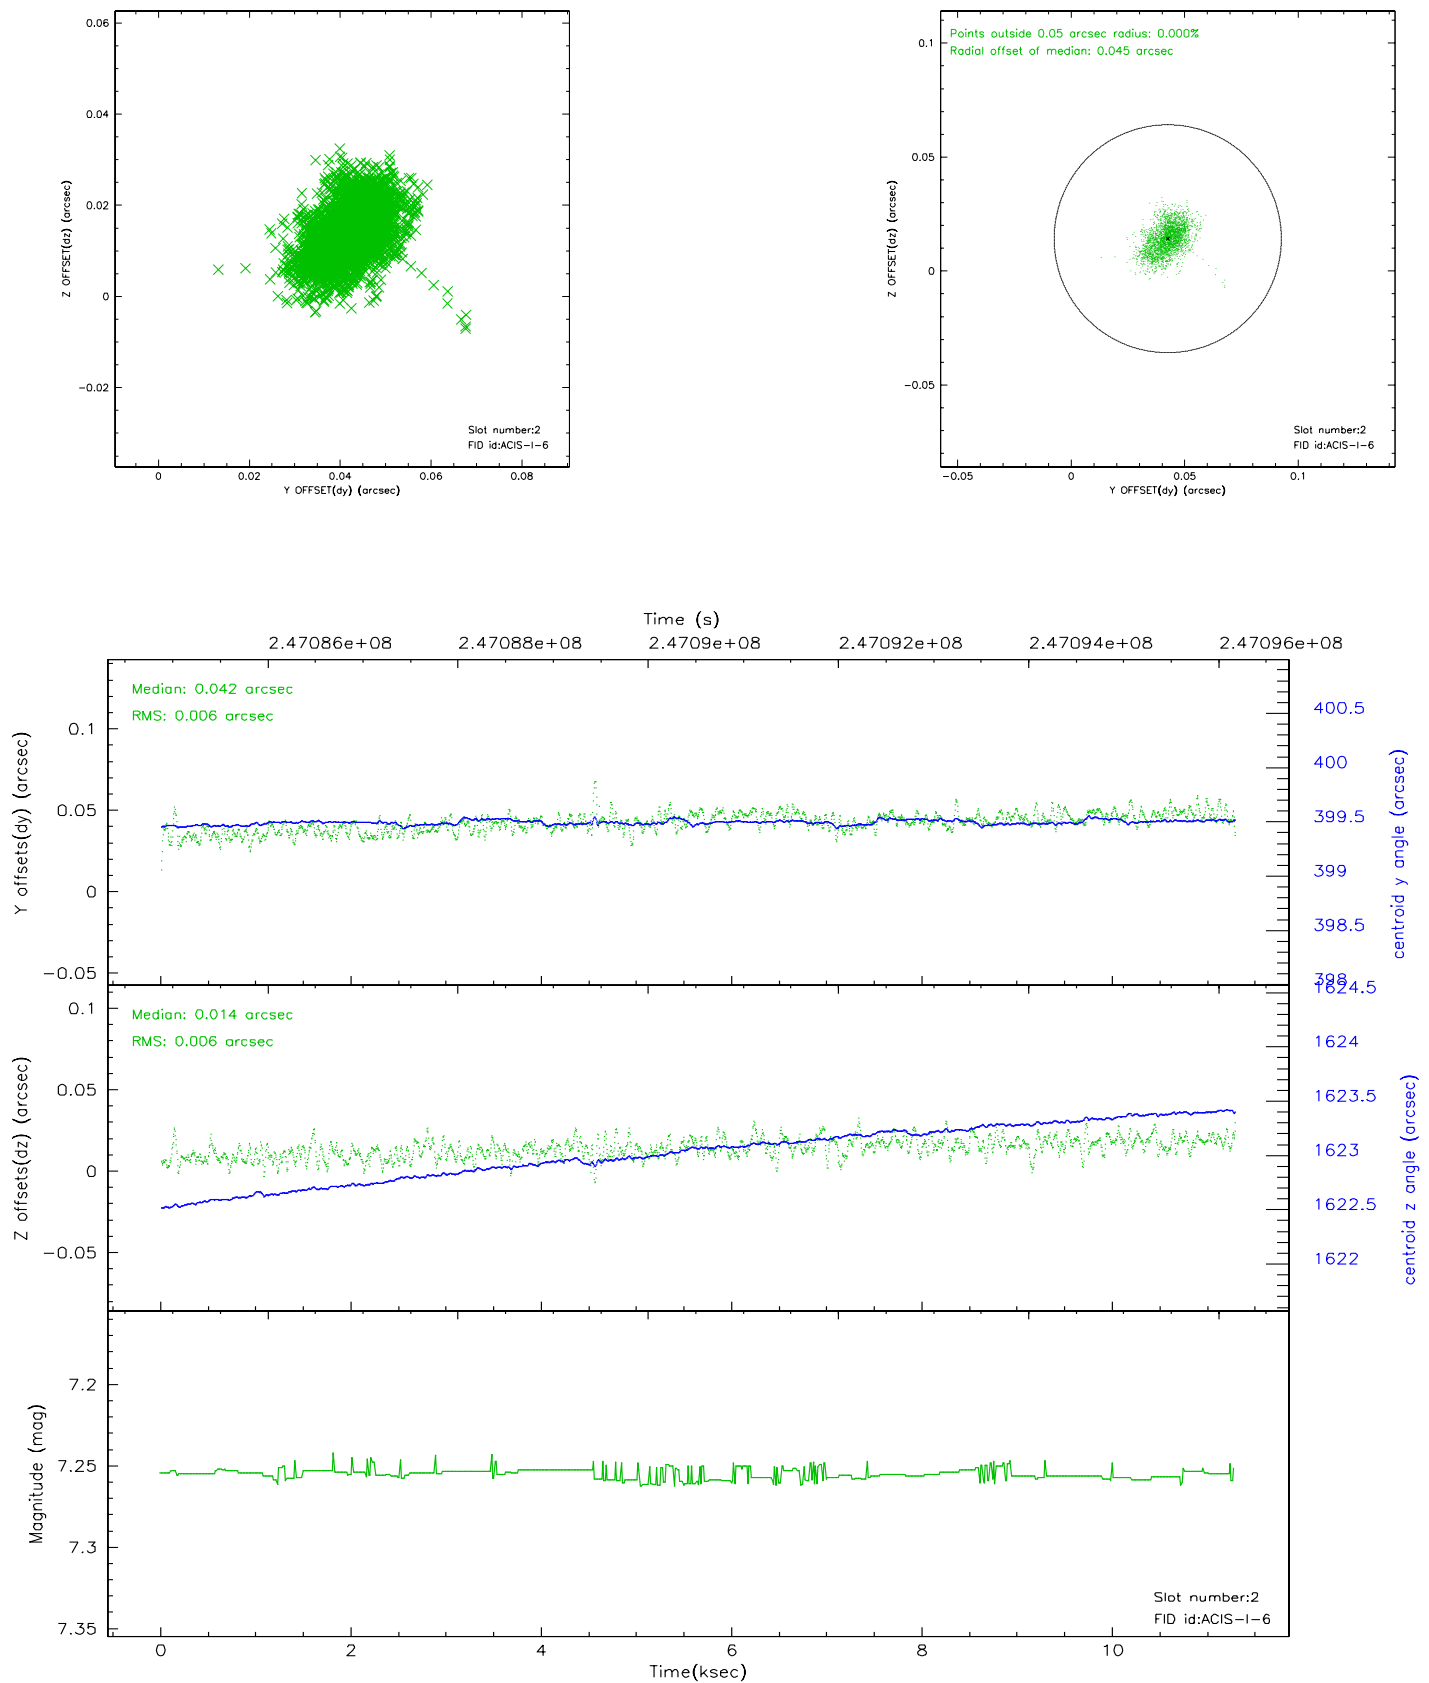 0.06
0.04
0.02
0
−0.02
Z OFFSET(dz) (arcsec)
Slot number:2
FID id:ACIS−I−6
0
0.02
0.04
0.06
0.08
Y OFFSET(dy) (arcsec)
Points outside 0.05 arcsec radius: 0.000%
Radial offset of median: 0.045 arcsec
0.1
0.05
0
−0.05
Z OFFSET(dz) (arcsec)
Slot number:2
FID id:ACIS−I−6
−0.05
0
0.05
0.1
Y OFFSET(dy) (arcsec)
Time (s)
2.47086e+08
2.47088e+08
2.4709e+08
2.47092e+08
2.47094e+08
2.47096e+08
Median: 0.042 arcsec
RMS: 0.006 arcsec
0.1
0.05
0
−0.05
Y offsets(dy) (arcsec)
400.5
400
399.5
399
398.5
398
centroid y angle (arcsec)
Median: 0.014 arcsec
RMS: 0.006 arcsec
0.1
0.05
0
−0.05
Z offsets(dz) (arcsec)
1624.5
1624
1623.5
1623
1622.5
1622
centroid z angle (arcsec)
7.2
7.25
7.3
7.35
Magnitude (mag)
Slot number:2
FID id:ACIS−I−6
0
2
4
6
8
10
Time(ksec)